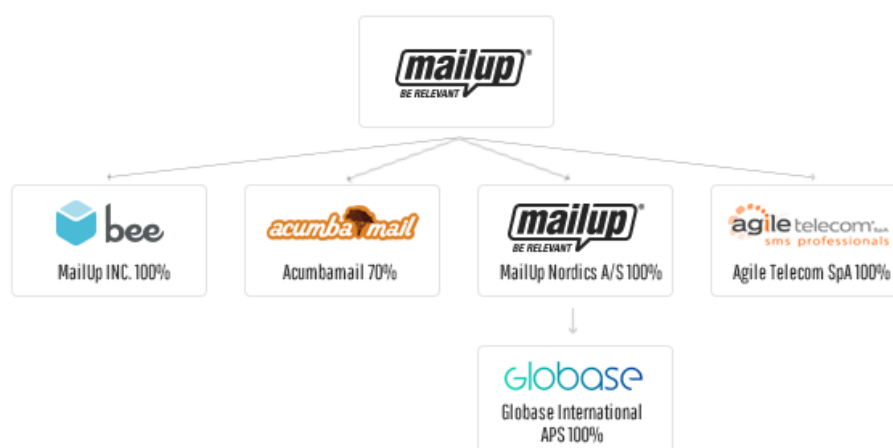 mailup®
BE RELEVANT
bee
MailUp INC. 100%
acumbamail
Acumbamail 70%
mailup®
BE RELEVANT
MailUp Nordics A/S 100%
agile telecom S.p.A.
sms professionals
Agile Telecom SpA 100%
Globase
Globase International
APS 100%